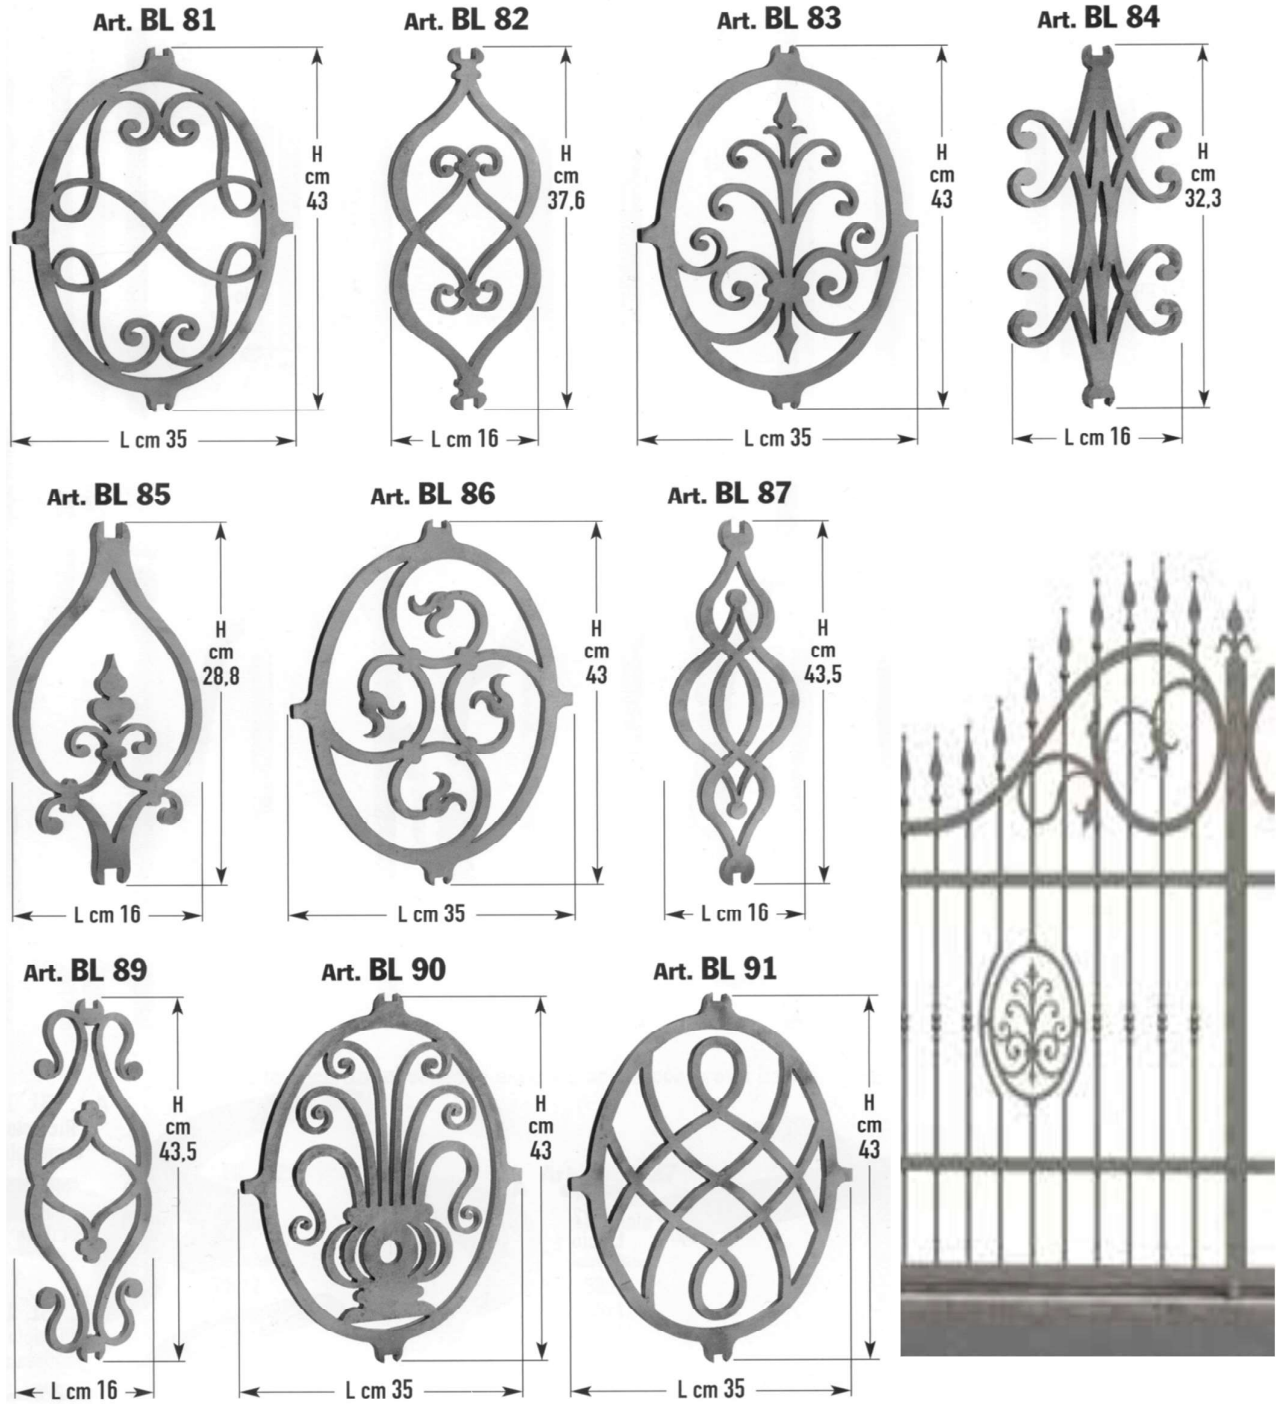 Art. BL 81
Art. BL 82
Art. BL 83
Art. BL 84
H
cm
43
H
cm
37,6
H
cm
43
H
cm
32,3
L cm 35
L cm 16
L cm 35
L cm 16
Art. BL 85
Art. BL 86
Art. BL 87
H
cm
28,8
H
cm
43
H
cm
43,5
L cm 16
L cm 35
L cm 16
Art. BL 89
Art. BL 90
Art. BL 91
H
cm
43,5
H
cm
43
H
cm
43
L cm 16
L cm 35
L cm 35